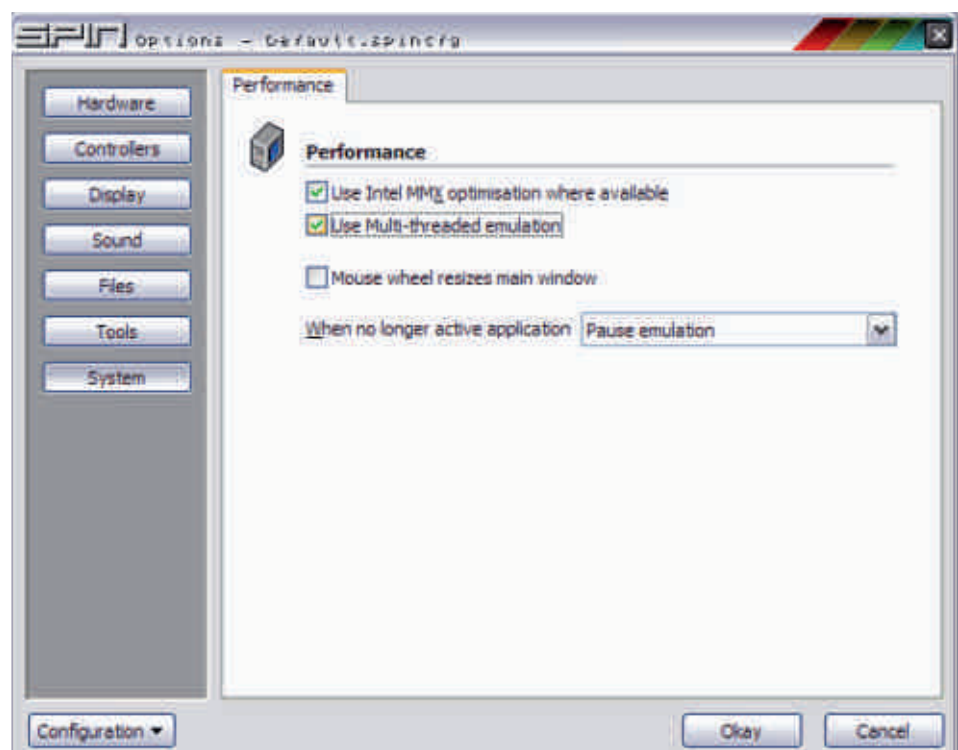 SPIN Options - Default.spincfg
Hardware
Controllers
Display
Sound
Files
Tools
System
Performance
Performance
Use Intel MMX optimisation where available
Use Multi-threaded emulation
Mouse wheel resizes main window
When no longer active application Pause emulation
Configuration
Okay Cancel